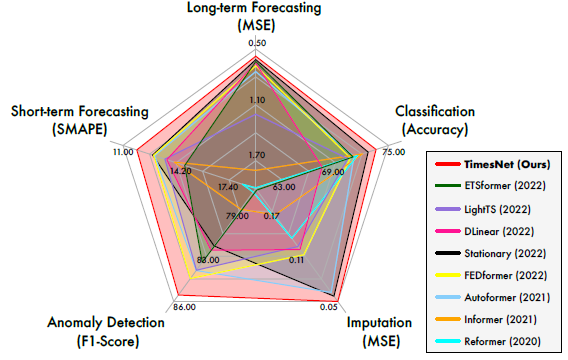 Long-term Forecasting
(MSE)
0.50
Short-term Forecasting
(SMAPE)
Classification
(Accuracy)
1.10
11.00
75.00
1.70
14.20
69.00
17.40
63.00
79.00
0.17
83.00
0.11
86.00
0.05
Anomaly Detection
(F1-Score)
Imputation
(MSE)
TimesNet (Ours)
ETSformer (2022)
LightTS (2022)
DLinear (2022)
Stationary (2022)
FEDformer (2022)
Autoformer (2021)
Informer (2021)
Reformer (2020)